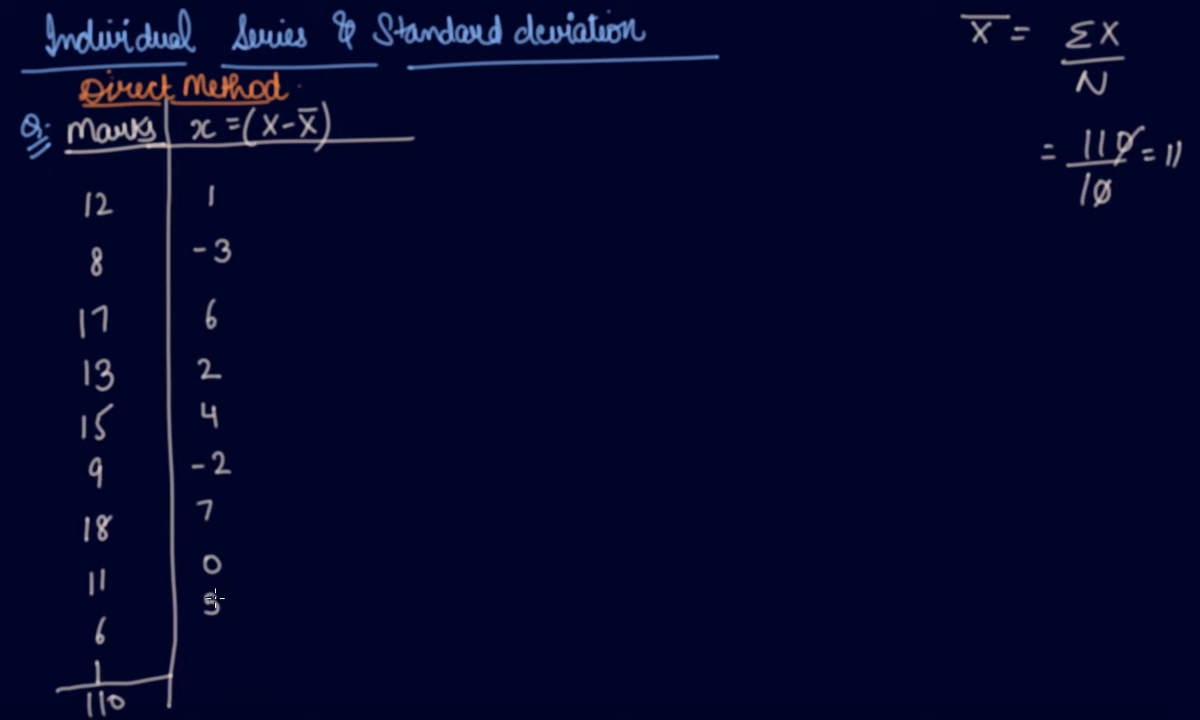 Individual Series & Standard deviation
Direct Method
Q. Marks x = (X - X̄)
12 1
8 -3
17 6
13 2
15 4
9 -2
18 7
11 0
6 5
1
110
X̄ = ΣX / N
= 110 / 10 = 11